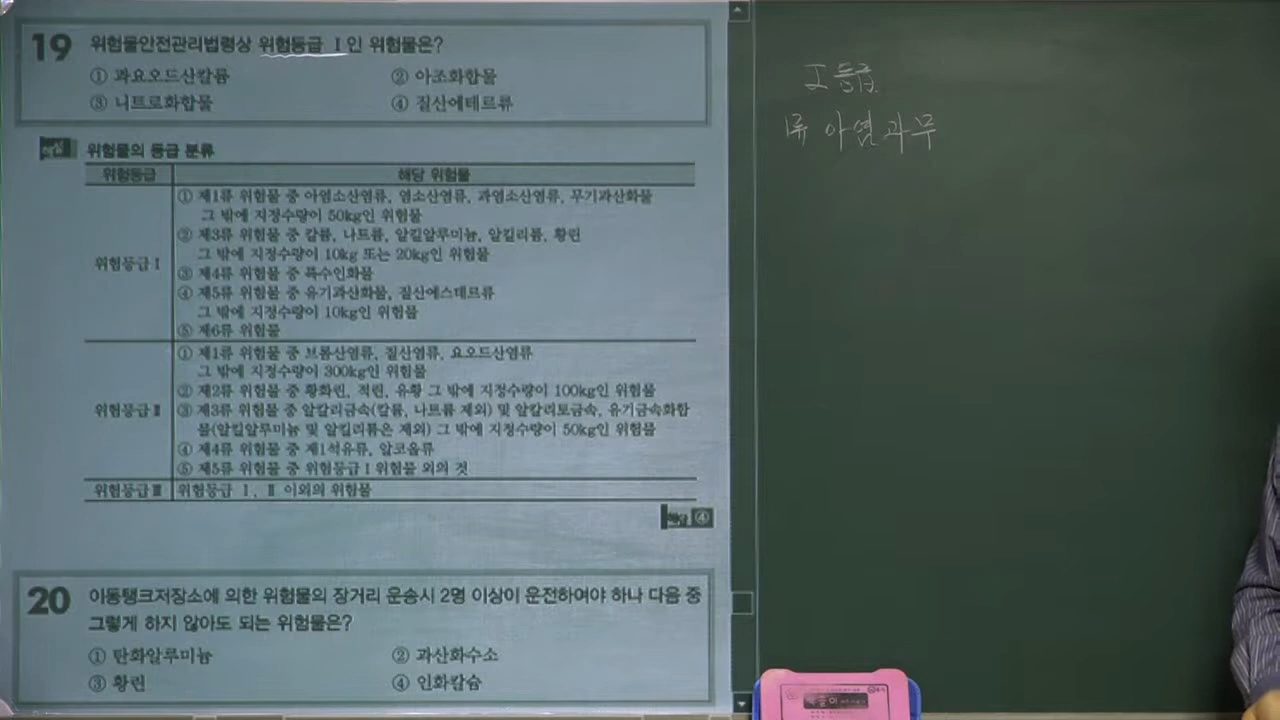 19 위험물안전관리법령상 위험등급 Ⅰ인 위험물은?
① 과요오드산칼륨 ② 아조화합물
③ 니트로화합물 ④ 질산에테르류
해설 위험물의 등급 분류
위험등급 해당 위험물
위험등급 Ⅰ
① 제1류 위험물 중 아염소산염류, 염소산염류, 과염소산염류, 무기과산화물
그 밖에 지정수량이 50kg인 위험물
② 제3류 위험물 중 칼륨, 나트륨, 알킬알루미늄, 알킬리튬, 황린
그 밖에 지정수량이 10kg 또는 20kg인 위험물
③ 제4류 위험물 중 특수인화물
④ 제5류 위험물 중 유기과산화물, 질산에스테르류
그 밖에 지정수량이 10kg인 위험물
⑤ 제6류 위험물
위험등급 Ⅱ
① 제1류 위험물 중 브롬산염류, 질산염류, 요오드산염류
그 밖에 지정수량이 300kg인 위험물
② 제2류 위험물 중 황화린, 적린, 유황 그 밖에 지정수량이 100kg인 위험물
③ 제3류 위험물 중 알칼리금속(칼륨, 나트륨 제외) 및 알칼리토금속, 유기금속화합
물(알킬알루미늄 및 알킬리튬은 제외) 그 밖에 지정수량이 50kg인 위험물
④ 제4류 위험물 중 제1석유류, 알코올류
⑤ 제5류 위험물 중 위험등급 Ⅰ 위험물 외의 것
위험등급 Ⅲ 위험등급 Ⅰ, Ⅱ 이외의 위험물
해답 ④
20 이동탱크저장소에 의한 위험물의 장거리 운송시 2명 이상이 운전하여야 하나 다음 중
그렇게 하지 않아도 되는 위험물은?
① 탄화알루미늄 ② 과산화수소
③ 황린 ④ 인화칼슘
I 등급
1류 아염과무